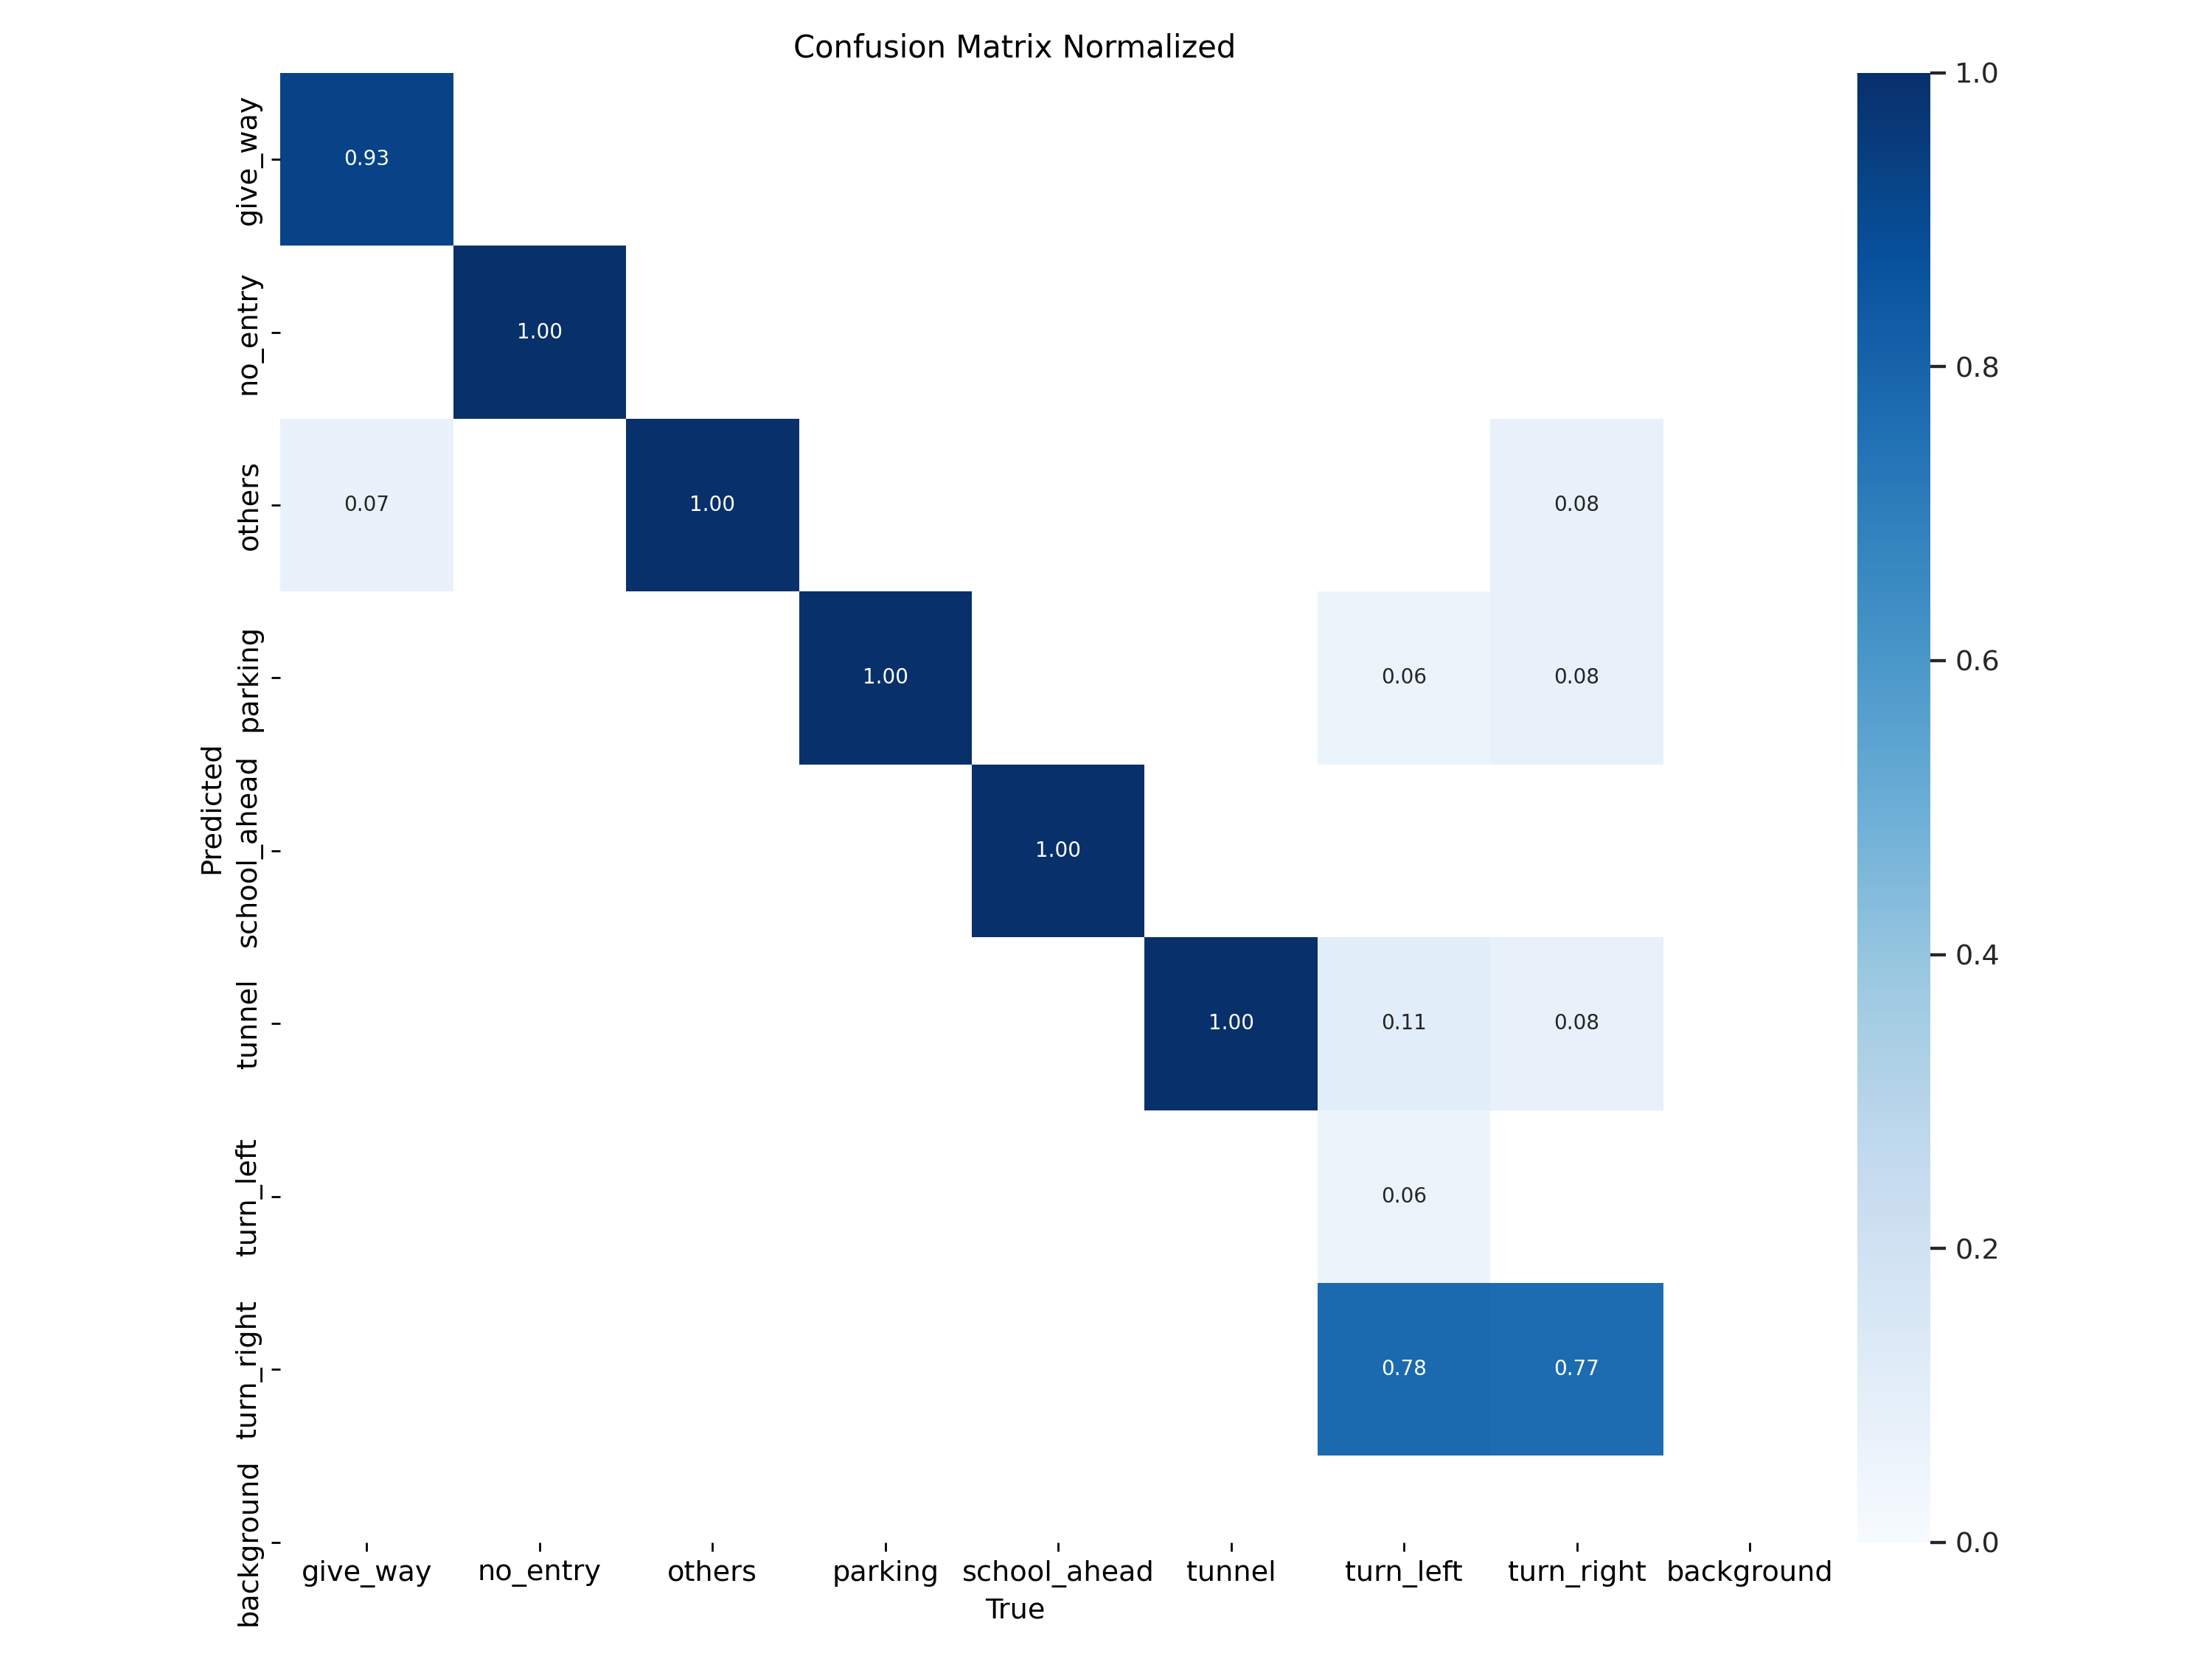 Confusion Matrix Normalized
give_way
0.93
no_entry
1.00
others
0.07
1.00
0.08
parking
1.00
0.06
0.08
school_ahead
1.00
tunnel
1.00
0.11
0.08
turn_left
0.06
turn_right
0.78
0.77
background
Predicted
give_way
no_entry
others
parking
school_ahead
tunnel
turn_left
turn_right
background
True
1.0
0.8
0.6
0.4
0.2
0.0